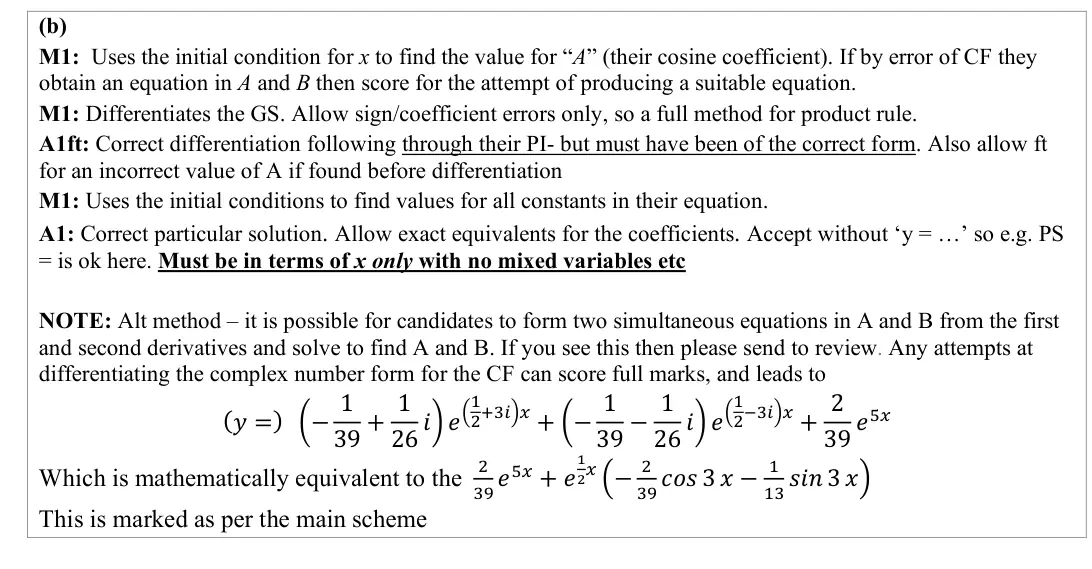 (b)
M1:  Uses the initial condition for x to find the value for “A” (their cosine coefficient). If by error of CF they
obtain an equation in A and B then score for the attempt of producing a suitable equation.
M1: Differentiates the GS. Allow sign/coefficient errors only, so a full method for product rule.
A1ft: Correct differentiation following through their PI- but must have been of the correct form. Also allow ft
for an incorrect value of A if found before differentiation
M1: Uses the initial conditions to find values for all constants in their equation.
A1: Correct particular solution. Allow exact equivalents for the coefficients. Accept without ‘y = …’ so e.g. PS
= is ok here. Must be in terms of x only with no mixed variables etc
NOTE: Alt method – it is possible for candidates to form two simultaneous equations in A and B from the first
and second derivatives and solve to find A and B. If you see this then please send to review. Any attempts at
differentiating the complex number form for the CF can score full marks, and leads to
(y =) (−1/39 + 1/26 i) e^((1/2+3i)x) + (−1/39 − 1/26 i) e^((1/2−3i)x) + 2/39 e^(5x)
Which is mathematically equivalent to the 2/39 e^(5x) + e^(1/2 x) (−2/39 cos 3 x − 1/13 sin 3 x)
This is marked as per the main scheme